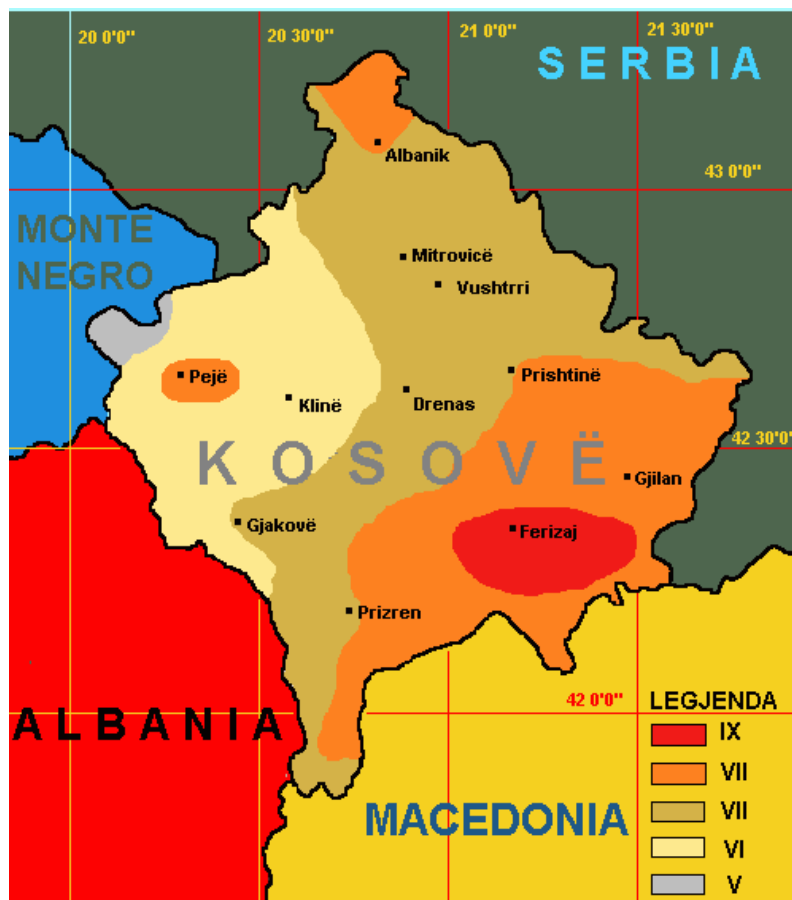 20 0'0"
20 30'0"
21 0'0"
21 30'0"
SERBIA
Albanik
43 0'0"
MONTE
NEGRO
Mitrovicë
Vushtrri
Pejë
Prishtinë
Klinë
Drenas
KOSOVË
42 30'0"
Gjilan
Gjakovë
Ferizaj
Prizren
42 0'0"
LEGJENDA
ALBANIA
IX
VII
MACEDONIA
VII
VI
V